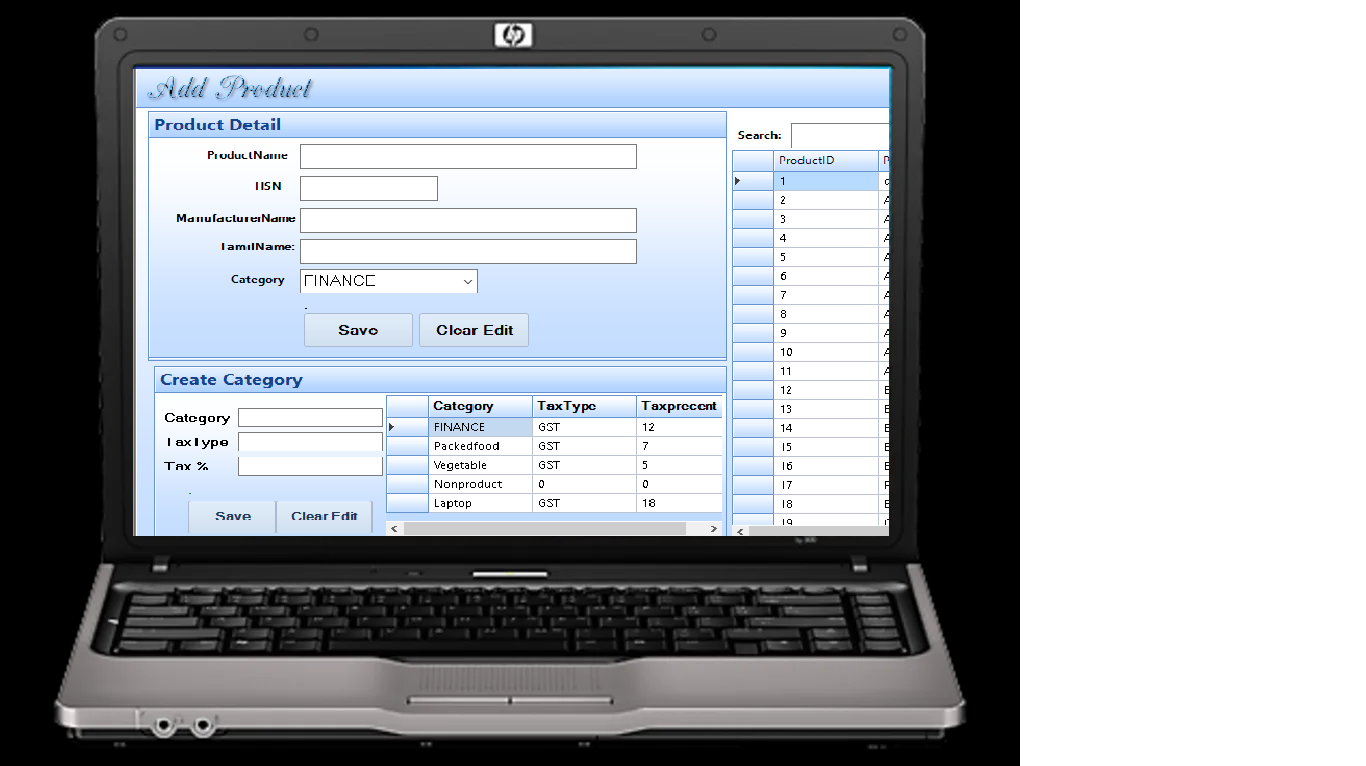 hp
Add Product
Product Detail
ProductName
HSN
ManufacturerName
TamilName:
Category FINANCE
Save Clear Edit
Create Category
Category
TaxType
Tax %
Save Clear Edit
Category TaxType Taxprecent
FINANCE GST 12
Packedfood GST 7
Vegetable GST 5
Nonproduct 0 0
Laptop GST 18
Search:
ProductID
1
2
3
4
5
6
7
8
9
10
11
12
13
14
15
16
17
18
19